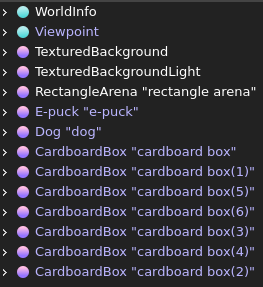 WorldInfo
Viewpoint
TexturedBackground
TexturedBackgroundLight
RectangleArena "rectangle arena"
E-puck "e-puck"
Dog "dog"
CardboardBox "cardboard box"
CardboardBox "cardboard box(1)"
CardboardBox "cardboard box(5)"
CardboardBox "cardboard box(6)"
CardboardBox "cardboard box(3)"
CardboardBox "cardboard box(4)"
CardboardBox "cardboard box(2)"